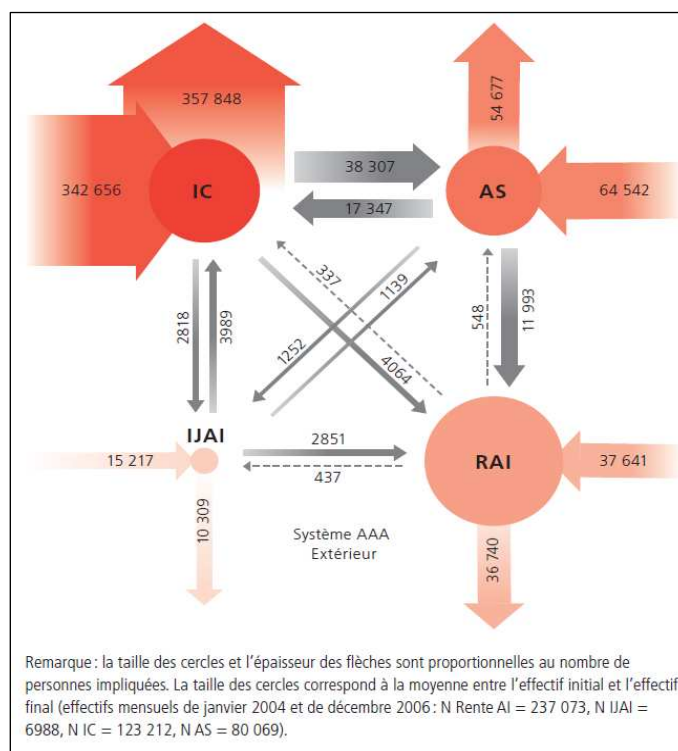 357 848
54 677
342 656
IC
38 307
17 347
AS
64 542
2818
3989
337
1139
1252
4064
548
11 993
IJAI
15 217
2851
437
RAI
37 641
10 309
Système AAA
Extérieur
36 740
Remarque : la taille des cercles et l'épaisseur des flèches sont proportionnelles au nombre de
personnes impliquées. La taille des cercles correspond à la moyenne entre l'effectif initial et l'effectif
final (effectifs mensuels de janvier 2004 et de décembre 2006 : N Rente AI = 237 073, N IJAI =
6988, N IC = 123 212, N AS = 80 069).